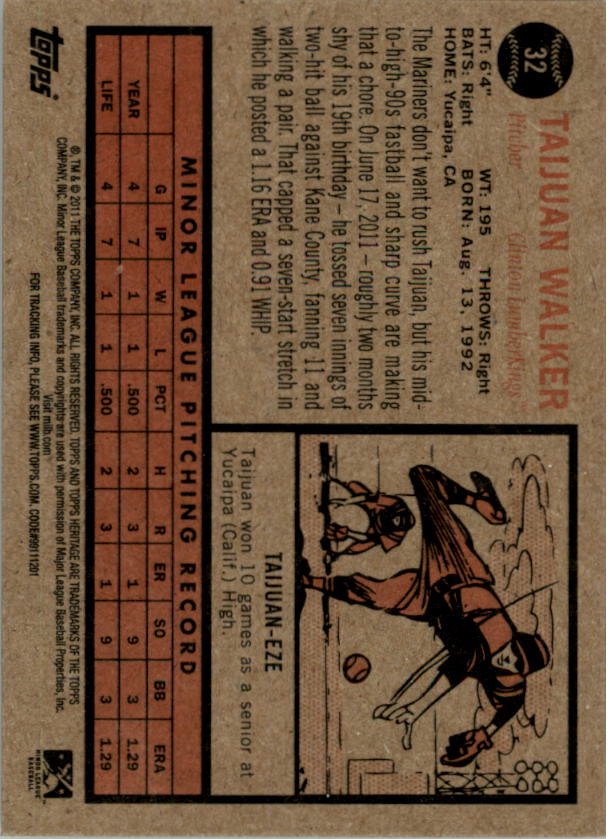 32
TAIJUAN WALKER
Pitcher Clinton LumberKings™
HT: 6'4" WT: 195 THROWS: Right
BATS: Right BORN: Aug. 13, 1992
HOME: Yucaipa, CA
The Mariners don't want to rush Taijuan, but his mid-
to-high-90s fastball and sharp curve are making
that a chore. On June 17, 2011 – roughly two months
shy of his 19th birthday – he tossed seven innings of
two-hit ball against Kane County, fanning 11 and
walking a pair. That capped a seven-start stretch in
which he posted a 1.16 ERA and 0.91 WHIP.
TAIJUAN-EZE
Taijuan won 10 games as a senior at
Yucaipa (Calif.) High.
MINOR LEAGUE PITCHING RECORD
G IP W L PCT H R ER SO BB ERA
YEAR 4 7 1 1 .500 2 3 1 9 3 1.29
LIFE 4 7 1 1 .500 2 3 1 9 3 1.29
Topps®
®, TM & © 2011 THE TOPPS COMPANY, INC. ALL RIGHTS RESERVED. TOPPS AND TOPPS HERITAGE ARE TRADEMARKS OF THE TOPPS
COMPANY, INC. Minor League Baseball trademarks and copyrights are used with permission of Major League Baseball Properties, Inc.
Visit milb.com
FOR TRACKING INFO, PLEASE SEE WWW.TOPPS.COM. CODE#99111201
MINOR LEAGUE
BASEBALL